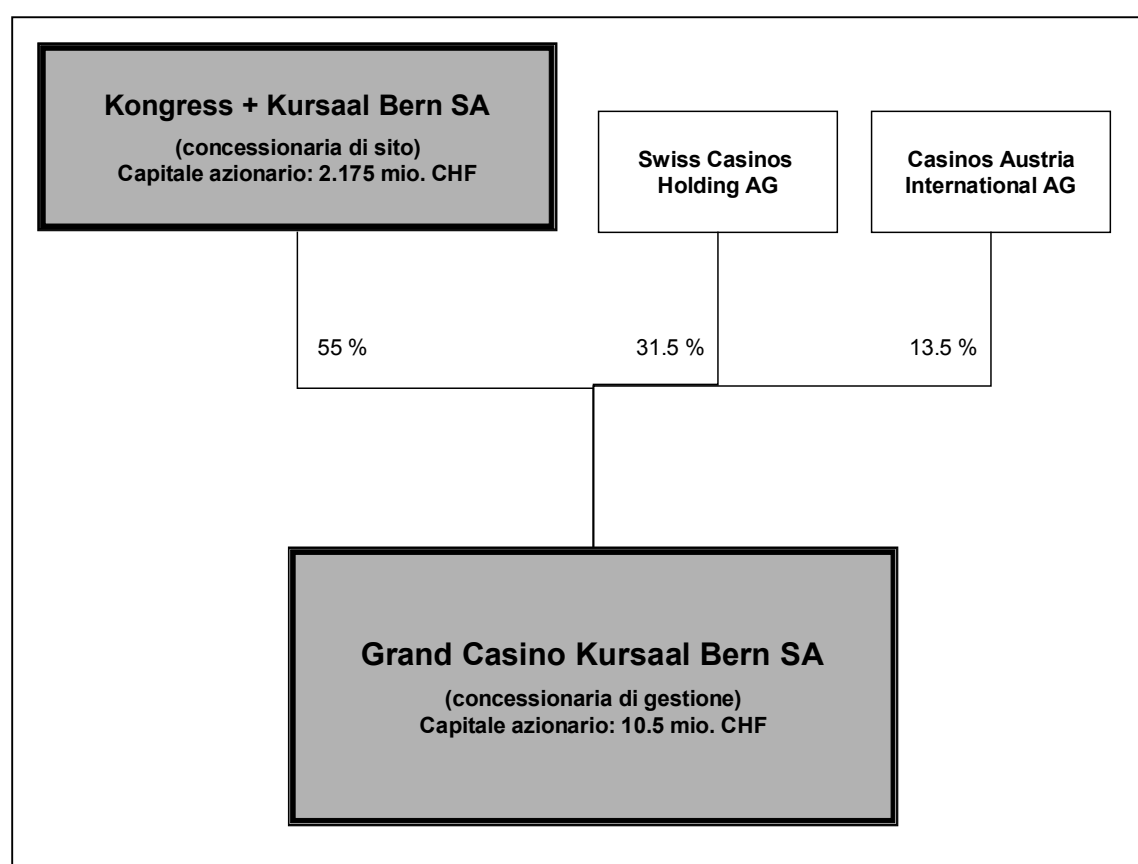 Kongress + Kursaal Bern SA
(concessionaria di sito)
Capitale azionario: 2.175 mio. CHF
Swiss Casinos
Holding AG
Casinos Austria
International AG
55 %
31.5 %
13.5 %
Grand Casino Kursaal Bern SA
(concessionaria di gestione)
Capitale azionario: 10.5 mio. CHF